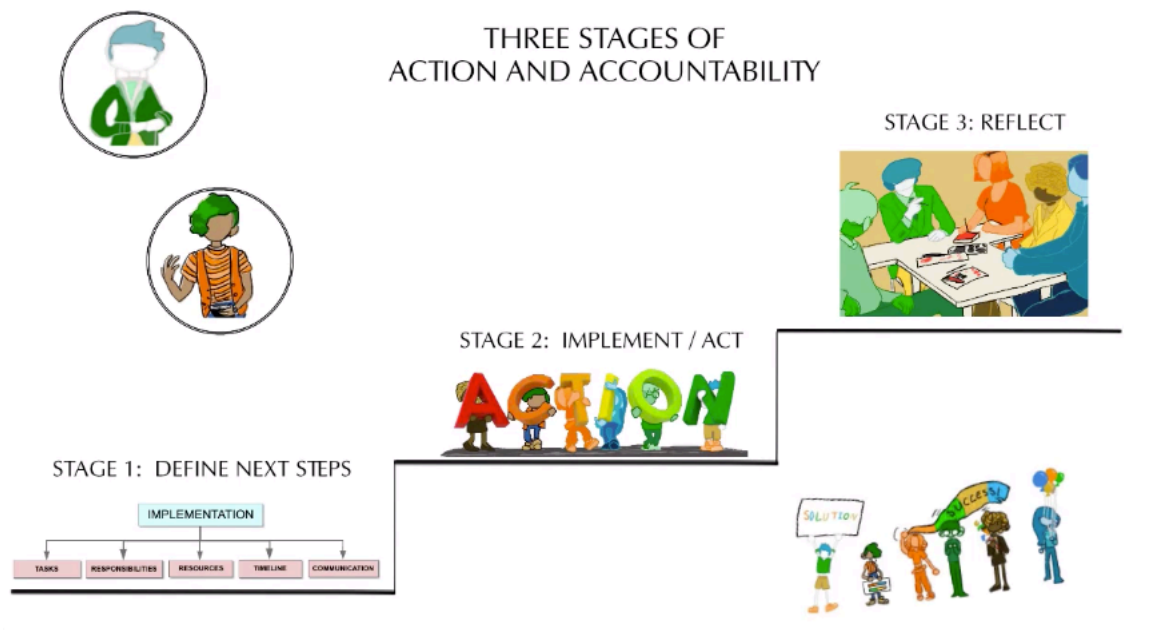 THREE STAGES OF
ACTION AND ACCOUNTABILITY
STAGE 3: REFLECT
STAGE 2: IMPLEMENT / ACT
ACTION
STAGE 1: DEFINE NEXT STEPS
IMPLEMENTATION
TASKS
RESPONSIBILITIES
RESOURCES
TIMELINE
COMMUNICATION
SOLUTION
SUCCESS!